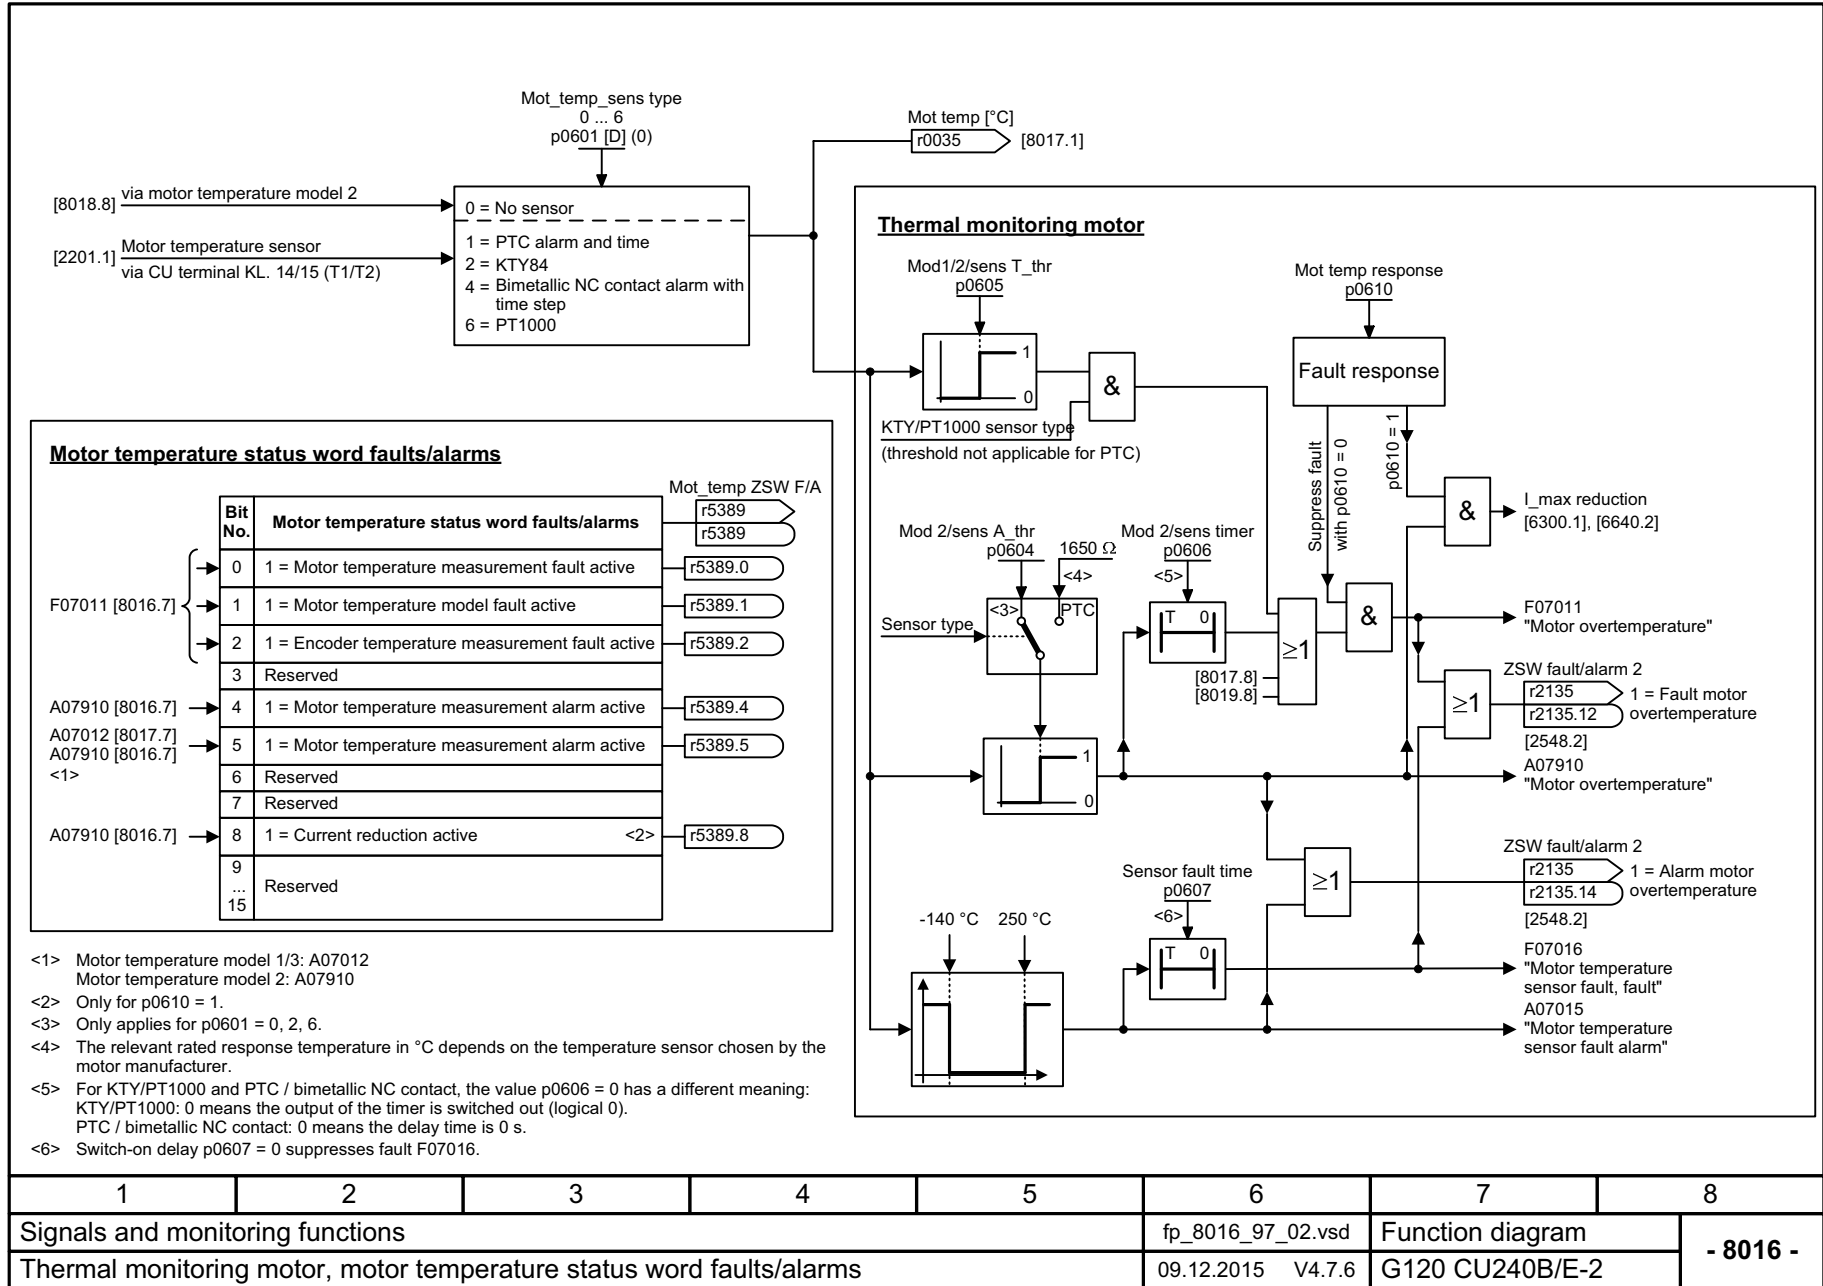 Mot_temp_sens type
0 ... 6
p0601 [D] (0)
[8018.8] via motor temperature model 2
[2201.1] Motor temperature sensor
via CU terminal KL. 14/15 (T1/T2)
0 = No sensor
1 = PTC alarm and time
2 = KTY84
4 = Bimetallic NC contact alarm with
time step
6 = PT1000
Mot temp [°C]
r0035 [8017.1]
Thermal monitoring motor
Mod1/2/sens T_thr
p0605
1
0
&
KTY/PT1000 sensor type
(threshold not applicable for PTC)
Mot temp response
p0610
Fault response
Suppress fault
with p0610 = 0
p0610 = 1
&
I_max reduction
[6300.1], [6640.2]
Mod 2/sens A_thr
p0604
1650 Ω
<4>
<3>
PTC
Sensor type
Mod 2/sens timer
p0606
<5>
T 0
≥1
[8017.8]
[8019.8]
&
F07011
"Motor overtemperature"
ZSW fault/alarm 2
≥1
r2135
r2135.12
1 = Fault motor
overtemperature
[2548.2]
1
0
A07910
"Motor overtemperature"
Sensor fault time
p0607
<6>
T 0
≥1
ZSW fault/alarm 2
r2135
r2135.14
1 = Alarm motor
overtemperature
[2548.2]
-140 °C 250 °C
F07016
"Motor temperature
sensor fault, fault"
A07015
"Motor temperature
sensor fault alarm"
Motor temperature status word faults/alarms
Mot_temp ZSW F/A
Bit
No.
Motor temperature status word faults/alarms
r5389
r5389
F07011 [8016.7]
0 1 = Motor temperature measurement fault active r5389.0
1 1 = Motor temperature model fault active r5389.1
2 1 = Encoder temperature measurement fault active r5389.2
3 Reserved
A07910 [8016.7] 4 1 = Motor temperature measurement alarm active r5389.4
A07012 [8017.7]
A07910 [8016.7]
<1>
5 1 = Motor temperature measurement alarm active r5389.5
6 Reserved
7 Reserved
A07910 [8016.7] 8 1 = Current reduction active <2> r5389.8
9
...
15
Reserved
<1> Motor temperature model 1/3: A07012
Motor temperature model 2: A07910
<2> Only for p0610 = 1.
<3> Only applies for p0601 = 0, 2, 6.
<4> The relevant rated response temperature in °C depends on the temperature sensor chosen by the
motor manufacturer.
<5> For KTY/PT1000 and PTC / bimetallic NC contact, the value p0606 = 0 has a different meaning:
KTY/PT1000: 0 means the output of the timer is switched out (logical 0).
PTC / bimetallic NC contact: 0 means the delay time is 0 s.
<6> Switch-on delay p0607 = 0 suppresses fault F07016.
1 2 3 4 5 6 7 8
Signals and monitoring functions fp_8016_97_02.vsd Function diagram
- 8016 -
Thermal monitoring motor, motor temperature status word faults/alarms 09.12.2015 V4.7.6 G120 CU240B/E-2